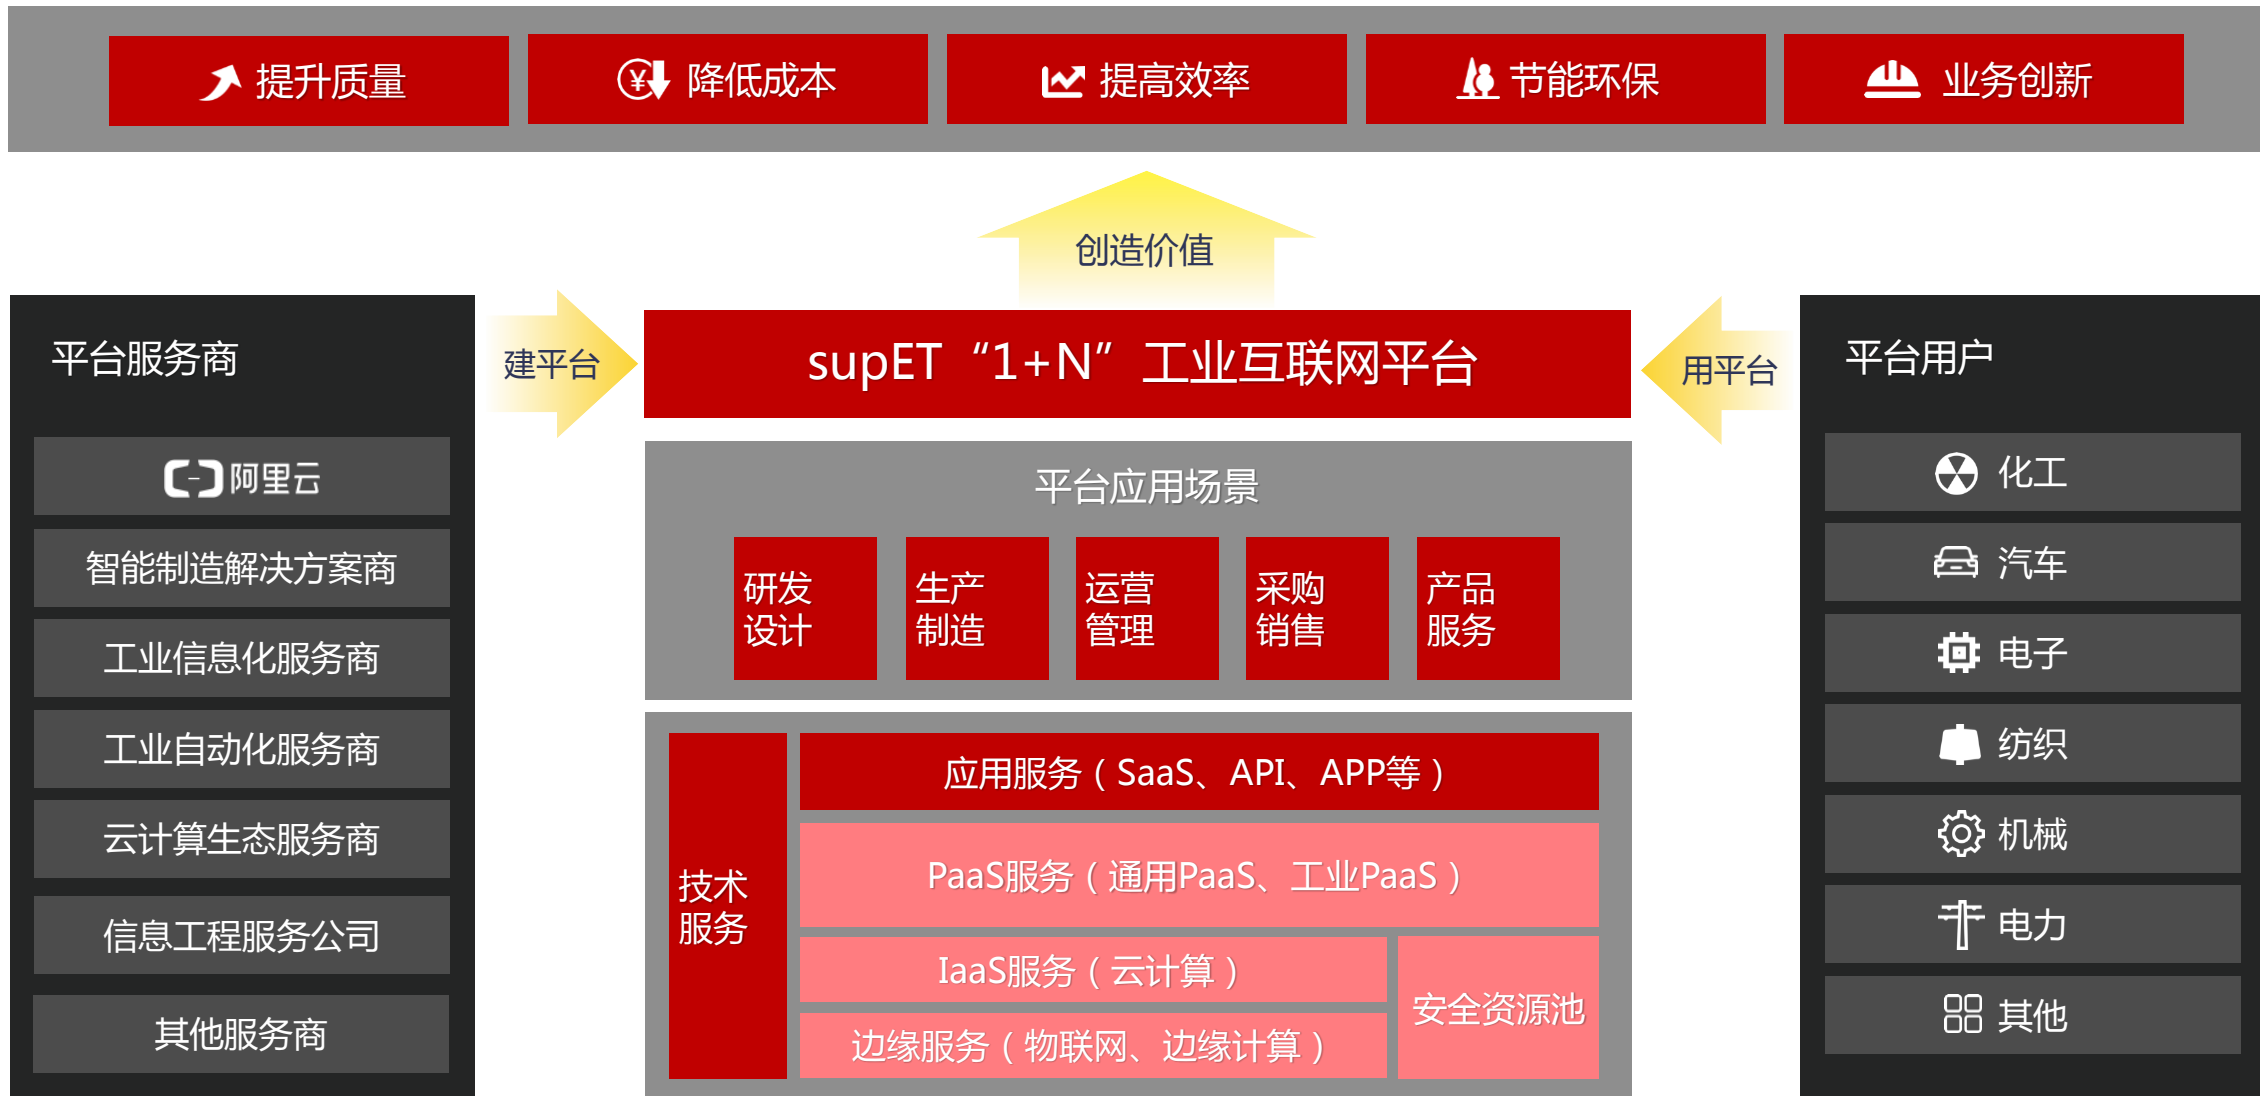 提升质量
降低成本
提高效率
节能环保
业务创新
创造价值
平台服务商
阿里云
智能制造解决方案商
工业信息化服务商
工业自动化服务商
云计算生态服务商
信息工程服务公司
其他服务商
建平台
supET“1+N”工业互联网平台
用平台
平台应用场景
研发
设计
生产
制造
运营
管理
采购
销售
产品
服务
技术
服务
应用服务（SaaS、API、APP等）
PaaS服务（通用PaaS、工业PaaS）
IaaS服务（云计算）
边缘服务（物联网、边缘计算）
安全资源池
平台用户
化工
汽车
电子
纺织
机械
电力
其他